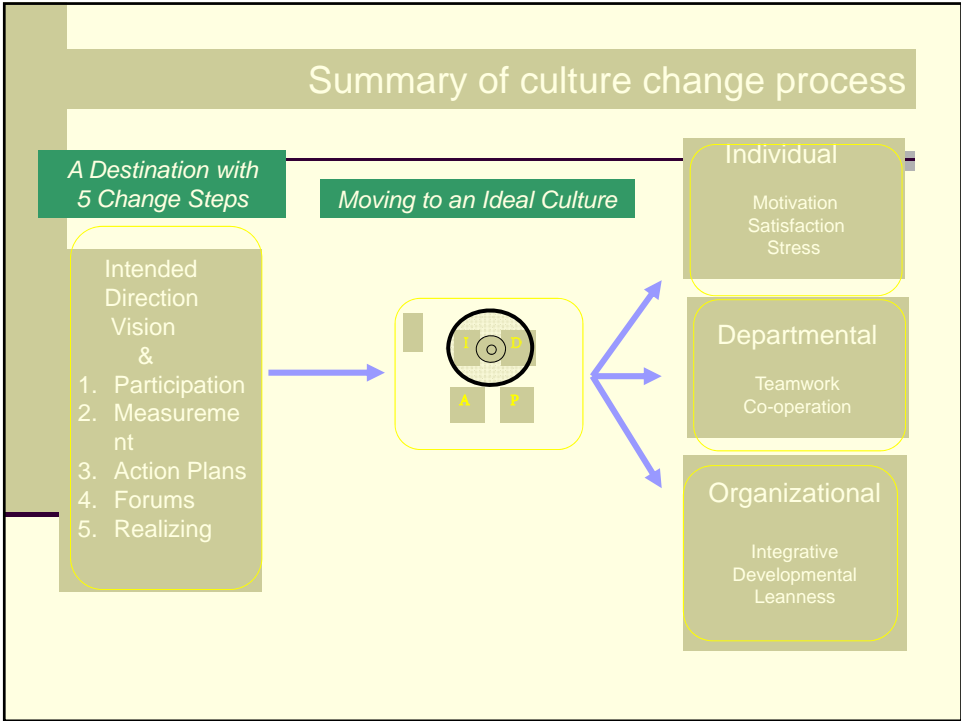 Summary of culture change process
A Destination with
5 Change Steps
Moving to an Ideal Culture
Intended
Direction
Vision
&
1. Participation
2. Measureme
nt
3. Action Plans
4. Forums
5. Realizing
I D
A P
Individual
Motivation
Satisfaction
Stress
Departmental
Teamwork
Co-operation
Organizational
Integrative
Developmental
Leanness